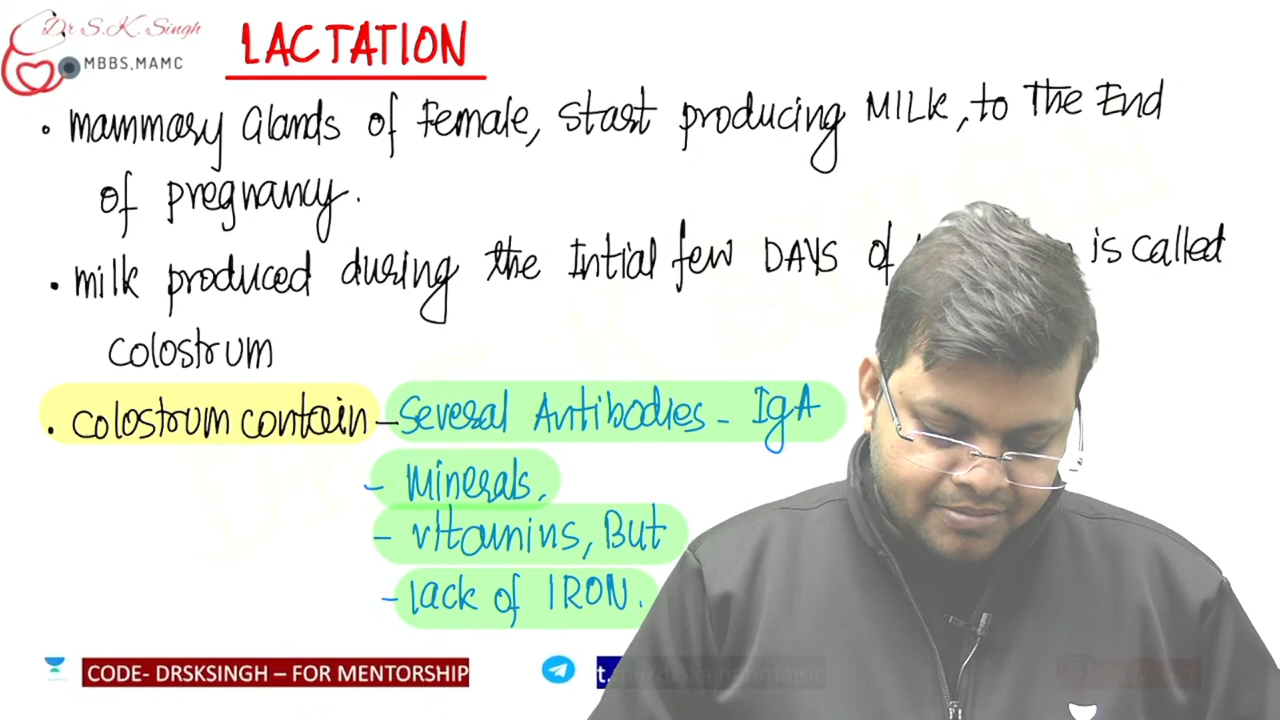 Dr S.K. Singh
MBBS,MAMC
LACTATION
• mammary Glands of Female, start producing MILK, to The End
of pregnancy.
• milk produced during the Intial few DAYS of is called
colostrum
• colostrum contain - Several Antibodies - IgA
- minerals.
- vitamins, But
- lack of IRON.
CODE- DRSKSINGH – FOR MENTORSHIP